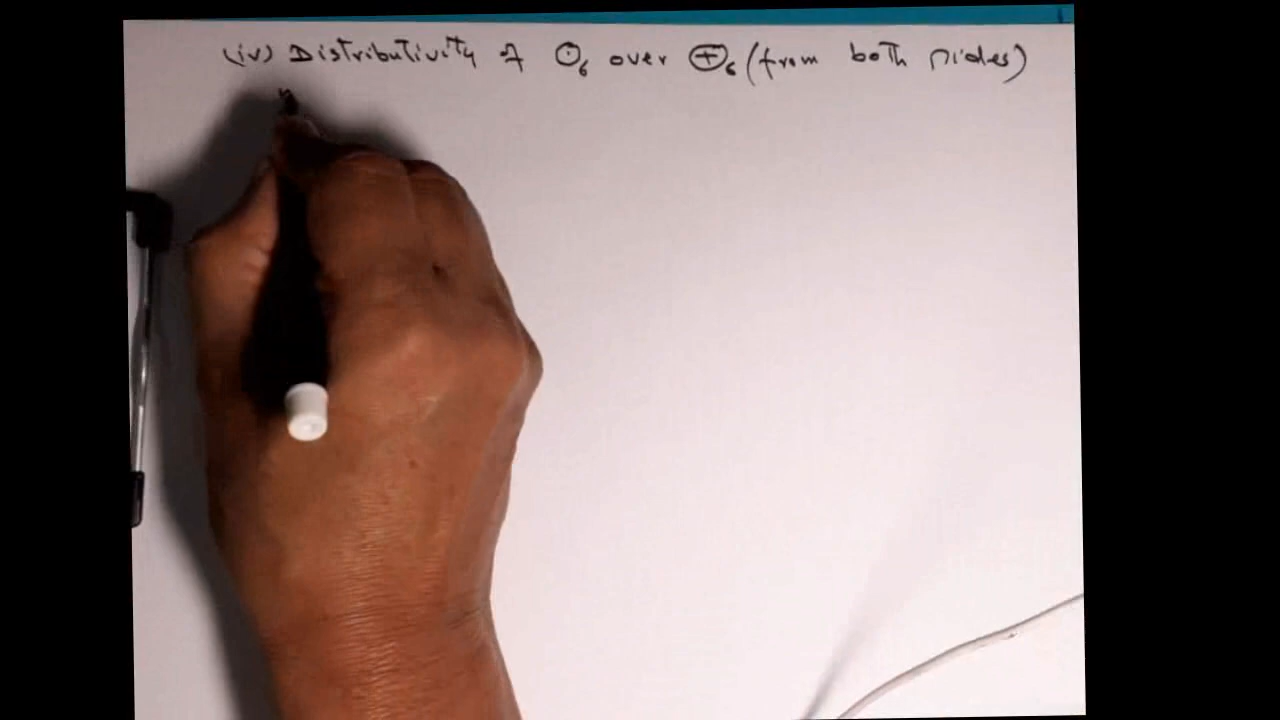 (iv) Distributivity of ⊙₆ over ⊕₆ (from both sides)